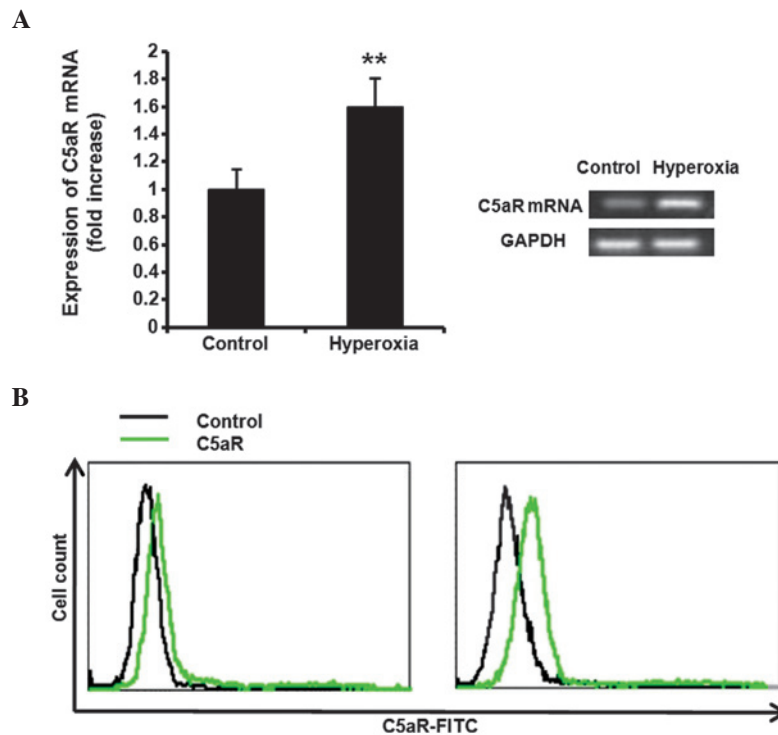 A
Expression of C5aR mRNA
(fold increase)
2
1.8
1.6
1.4
1.2
1
0.8
0.6
0.4
0.2
0
**
Control
Hyperoxia
Control Hyperoxia
C5aR mRNA
GAPDH
B
Control
C5aR
Cell count
C5aR-FITC